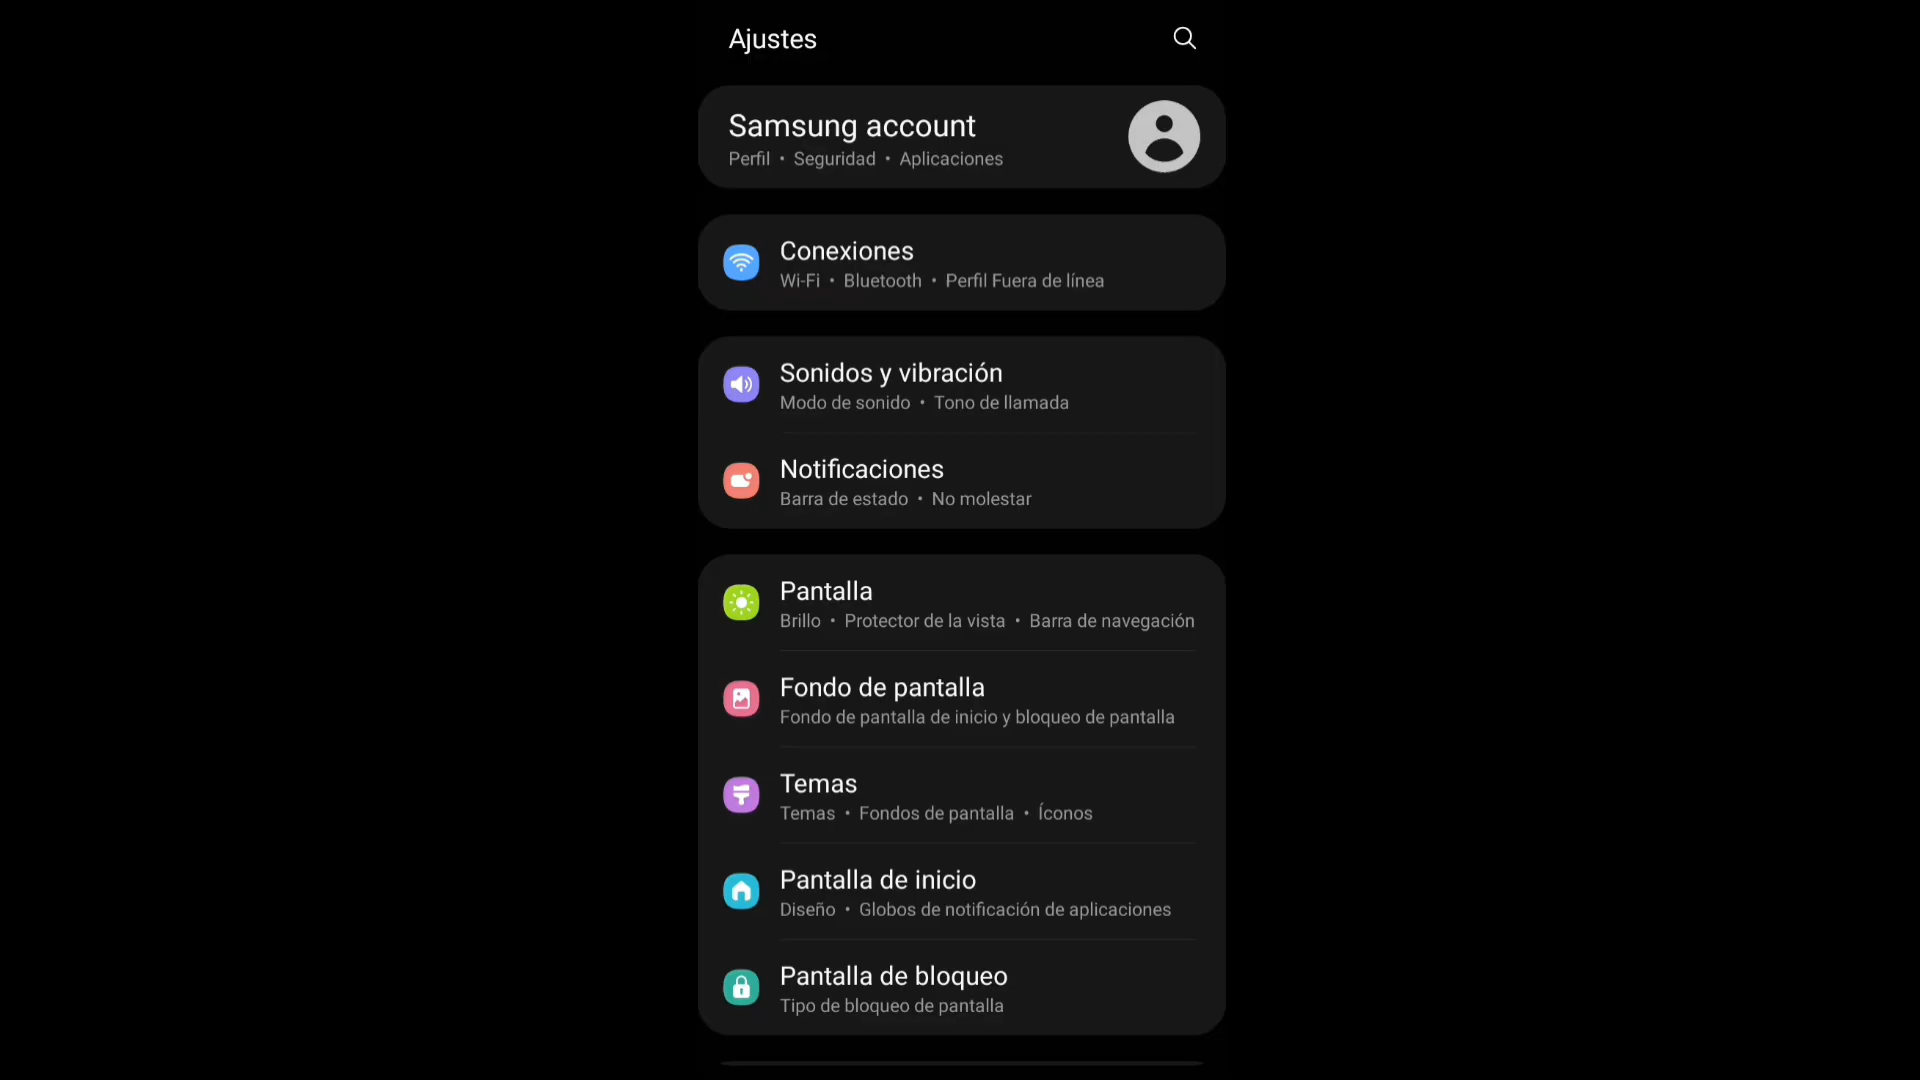 Ajustes
Samsung account
Perfil • Seguridad • Aplicaciones
Conexiones
Wi-Fi • Bluetooth • Perfil Fuera de línea
Sonidos y vibración
Modo de sonido • Tono de llamada
Notificaciones
Barra de estado • No molestar
Pantalla
Brillo • Protector de la vista • Barra de navegación
Fondo de pantalla
Fondo de pantalla de inicio y bloqueo de pantalla
Temas
Temas • Fondos de pantalla • Íconos
Pantalla de inicio
Diseño • Globos de notificación de aplicaciones
Pantalla de bloqueo
Tipo de bloqueo de pantalla